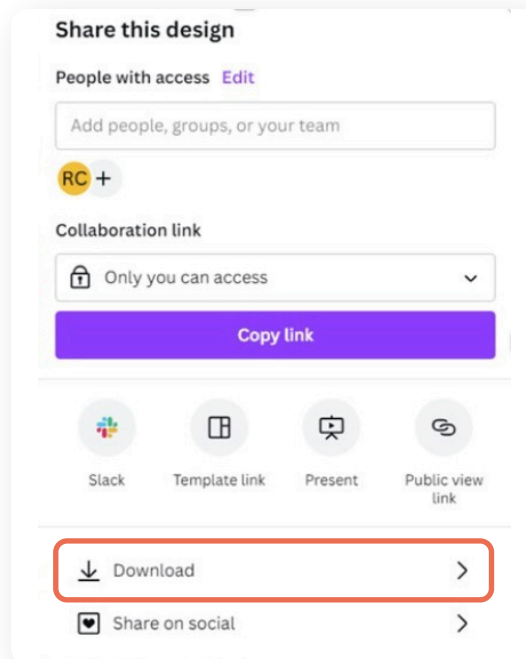 Share this design
People with access Edit
Add people, groups, or your team
RC +
Collaboration link
Only you can access
Copy link
Slack Template link Present Public view
link
Download
Share on social